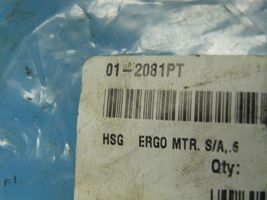 01-2081PT
HSG ERGO MTR. S/A, .6
Qty: